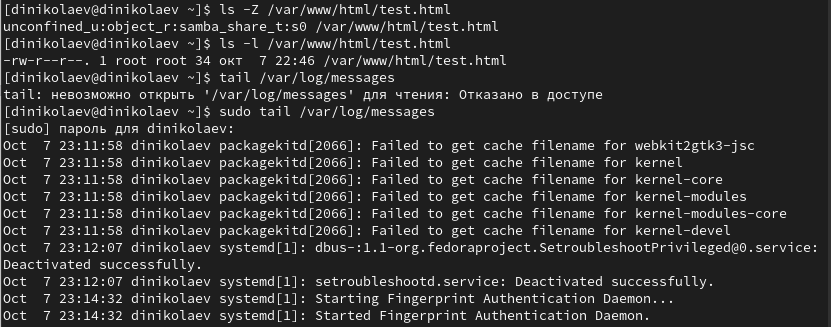 [dinikolaev@dinikolaev ~]$ ls -Z /var/www/html/test.html
unconfined_u:object_r:samba_share_t:s0 /var/www/html/test.html
[dinikolaev@dinikolaev ~]$ ls -l /var/www/html/test.html
-rw-r--r--. 1 root root 34 окт  7 22:46 /var/www/html/test.html
[dinikolaev@dinikolaev ~]$ tail /var/log/messages
tail: невозможно открыть '/var/log/messages' для чтения: Отказано в доступе
[dinikolaev@dinikolaev ~]$ sudo tail /var/log/messages
[sudo] пароль для dinikolaev:
Oct  7 23:11:58 dinikolaev packagekitd[2066]: Failed to get cache filename for webkit2gtk3-jsc
Oct  7 23:11:58 dinikolaev packagekitd[2066]: Failed to get cache filename for kernel
Oct  7 23:11:58 dinikolaev packagekitd[2066]: Failed to get cache filename for kernel-core
Oct  7 23:11:58 dinikolaev packagekitd[2066]: Failed to get cache filename for kernel-modules
Oct  7 23:11:58 dinikolaev packagekitd[2066]: Failed to get cache filename for kernel-modules-core
Oct  7 23:11:58 dinikolaev packagekitd[2066]: Failed to get cache filename for kernel-devel
Oct  7 23:12:07 dinikolaev systemd[1]: dbus-:1.1-org.fedoraproject.SetroubleshootPrivileged@0.service:
Deactivated successfully.
Oct  7 23:12:07 dinikolaev systemd[1]: setroubleshootd.service: Deactivated successfully.
Oct  7 23:14:32 dinikolaev systemd[1]: Starting Fingerprint Authentication Daemon...
Oct  7 23:14:32 dinikolaev systemd[1]: Started Fingerprint Authentication Daemon.